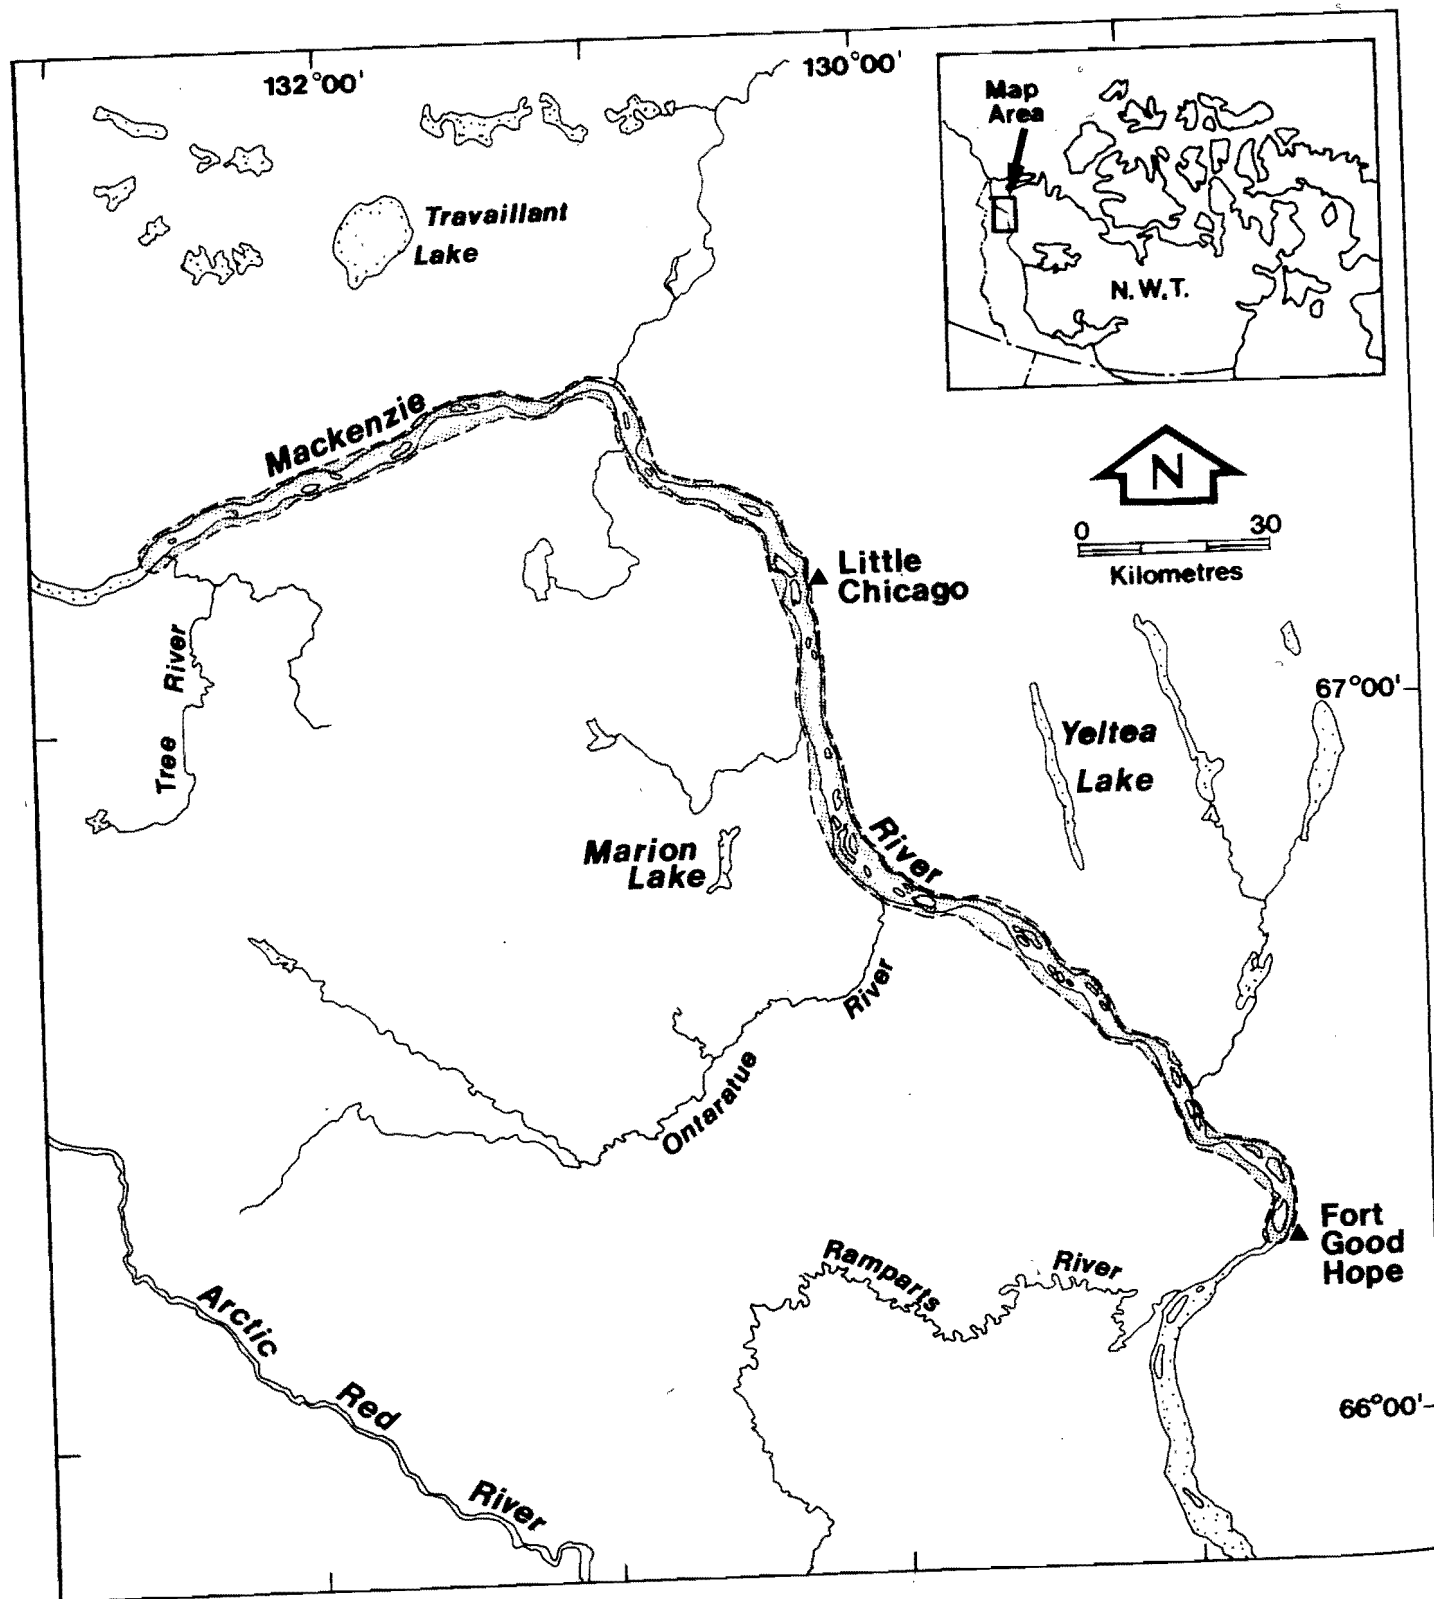 132°00'
130°00'
Map
Area
N.W.T.
Travaillant
Lake
Mackenzie
N
0 30
Kilometres
Little
Chicago
Tree River
67°00'
Yeltea
Lake
Marion
Lake
River
Ontaratue River
Fort
Good
Hope
Ramparts River
Arctic Red River
66°00'